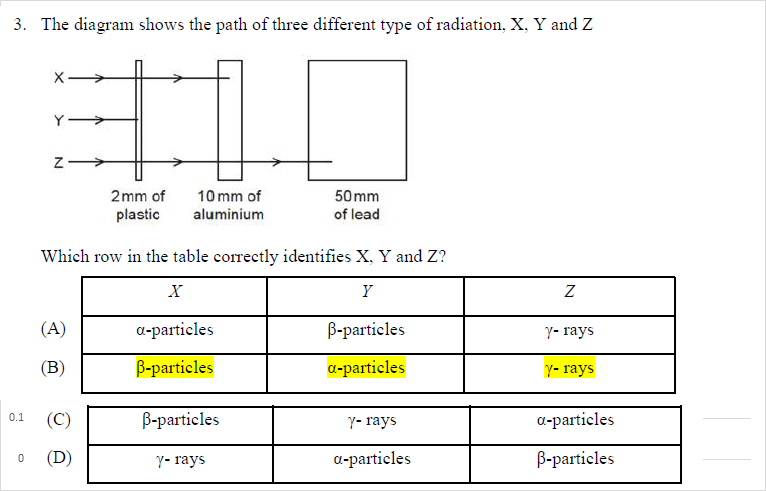 3. The diagram shows the path of three different type of radiation, X, Y and Z
X
Y
Z
2mm of plastic
10mm of aluminium
50mm of lead
Which row in the table correctly identifies X, Y and Z?
X Y Z
(A) α-particles β-particles γ- rays
(B) β-particles α-particles γ- rays
0.1 (C) β-particles γ- rays α-particles
0 (D) γ- rays α-particles β-particles